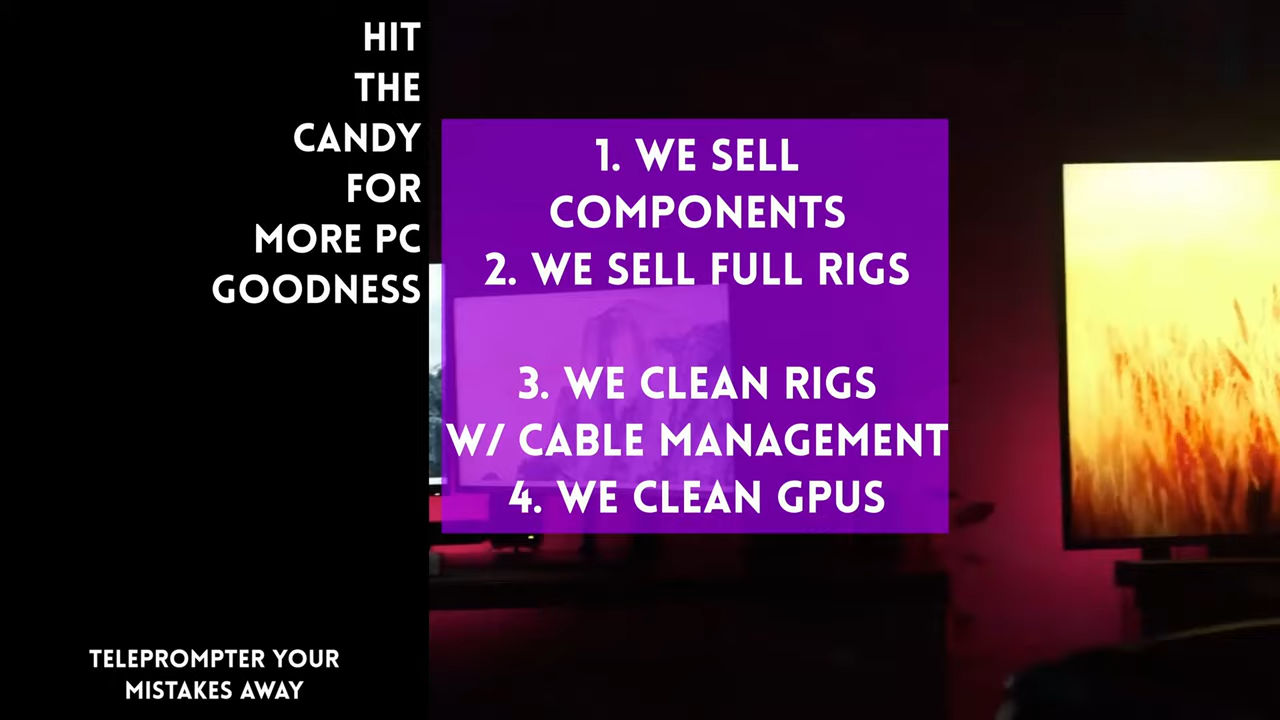 HIT
THE
CANDY
FOR
MORE PC
GOODNESS
1. WE SELL
COMPONENTS
2. WE SELL FULL RIGS
3. WE CLEAN RIGS
W/ CABLE MANAGEMENT
4. WE CLEAN GPUS
TELEPROMPTER YOUR
MISTAKES AWAY